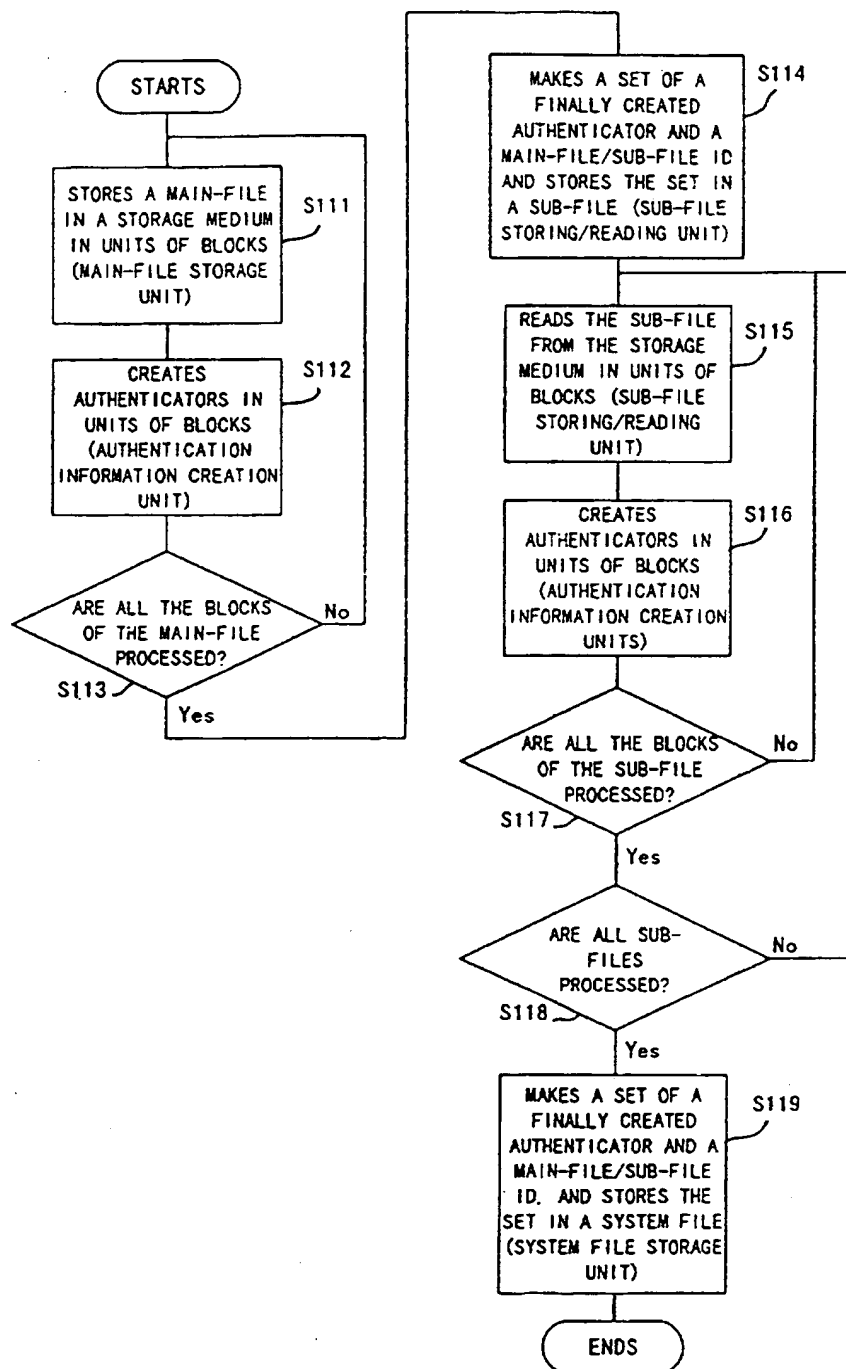 STARTS
STORES A MAIN-FILE
IN A STORAGE MEDIUM
IN UNITS OF BLOCKS
(MAIN-FILE STORAGE
UNIT)
S111
CREATES
AUTHENTICATORS IN
UNITS OF BLOCKS
(AUTHENTICATION
INFORMATION CREATION
UNIT)
S112
ARE ALL THE BLOCKS
OF THE MAIN-FILE
PROCESSED?
No
S113
Yes
MAKES A SET OF A
FINALLY CREATED
AUTHENTICATOR AND A
MAIN-FILE/SUB-FILE ID
AND STORES THE SET IN
A SUB-FILE (SUB-FILE
STORING/READING UNIT)
S114
READS THE SUB-FILE
FROM THE STORAGE
MEDIUM IN UNITS OF
BLOCKS (SUB-FILE
STORING/READING
UNIT)
S115
CREATES
AUTHENTICATORS IN
UNITS OF BLOCKS
(AUTHENTICATION
INFORMATION CREATION
UNITS)
S116
ARE ALL THE BLOCKS
OF THE SUB-FILE
PROCESSED?
No
S117
Yes
ARE ALL SUB-
FILES
PROCESSED?
No
S118
Yes
MAKES A SET OF A
FINALLY CREATED
AUTHENTICATOR AND A
MAIN-FILE/SUB-FILE
ID. AND STORES THE
SET IN A SYSTEM FILE
(SYSTEM FILE STORAGE
UNIT)
S119
ENDS